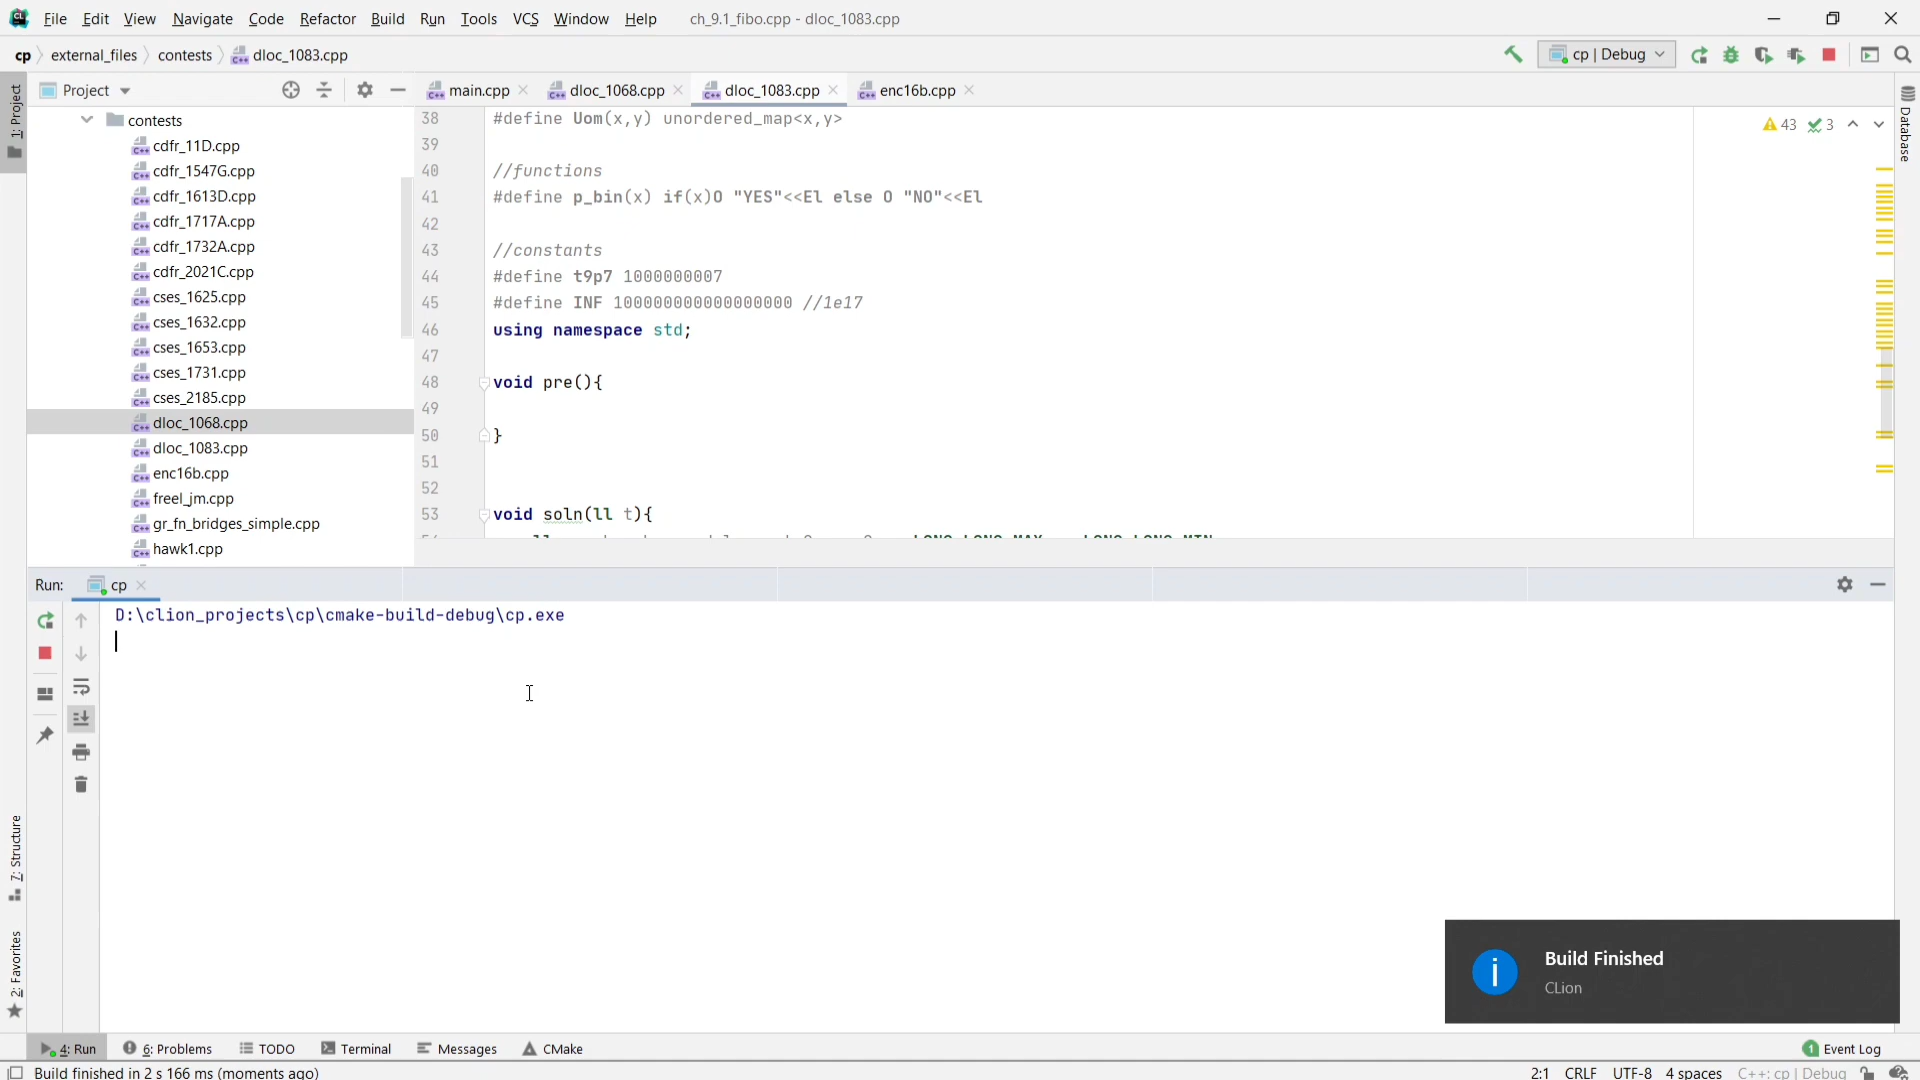 File Edit View Navigate Code Refactor Build Run Tools VCS Window Help ch_9.1_fibo.cpp - dloc_1083.cpp
cp external_files contests dloc_1083.cpp cp | Debug
1: Project
Project
main.cpp dloc_1068.cpp dloc_1083.cpp enc16b.cpp
Database
contests
cdfr_11D.cpp
cdfr_1547G.cpp
cdfr_1613D.cpp
cdfr_1717A.cpp
cdfr_1732A.cpp
cdfr_2021C.cpp
cses_1625.cpp
cses_1632.cpp
cses_1653.cpp
cses_1731.cpp
cses_2185.cpp
dloc_1068.cpp
dloc_1083.cpp
enc16b.cpp
freel_jm.cpp
gr_fn_bridges_simple.cpp
hawk1.cpp
43 3
38 #define Uom(x,y) unordered_map<x,y>
39
40 //functions
41 #define p_bin(x) if(x)O "YES"<<El else O "NO"<<El
42
43 //constants
44 #define t9p7 1000000007
45 #define INF 100000000000000000 //1e17
46 using namespace std;
47
48 void pre(){
49
50 }
51
52
53 void soln(ll t){
Run: cp
D:\clion_projects\cp\cmake-build-debug\cp.exe
7: Structure
2: Favorites
Build Finished
CLion
4: Run 6: Problems TODO Terminal Messages CMake 1 Event Log
Build finished in 2 s 166 ms (moments ago) 2:1 CRLF UTF-8 4 spaces C++: cp | Debug